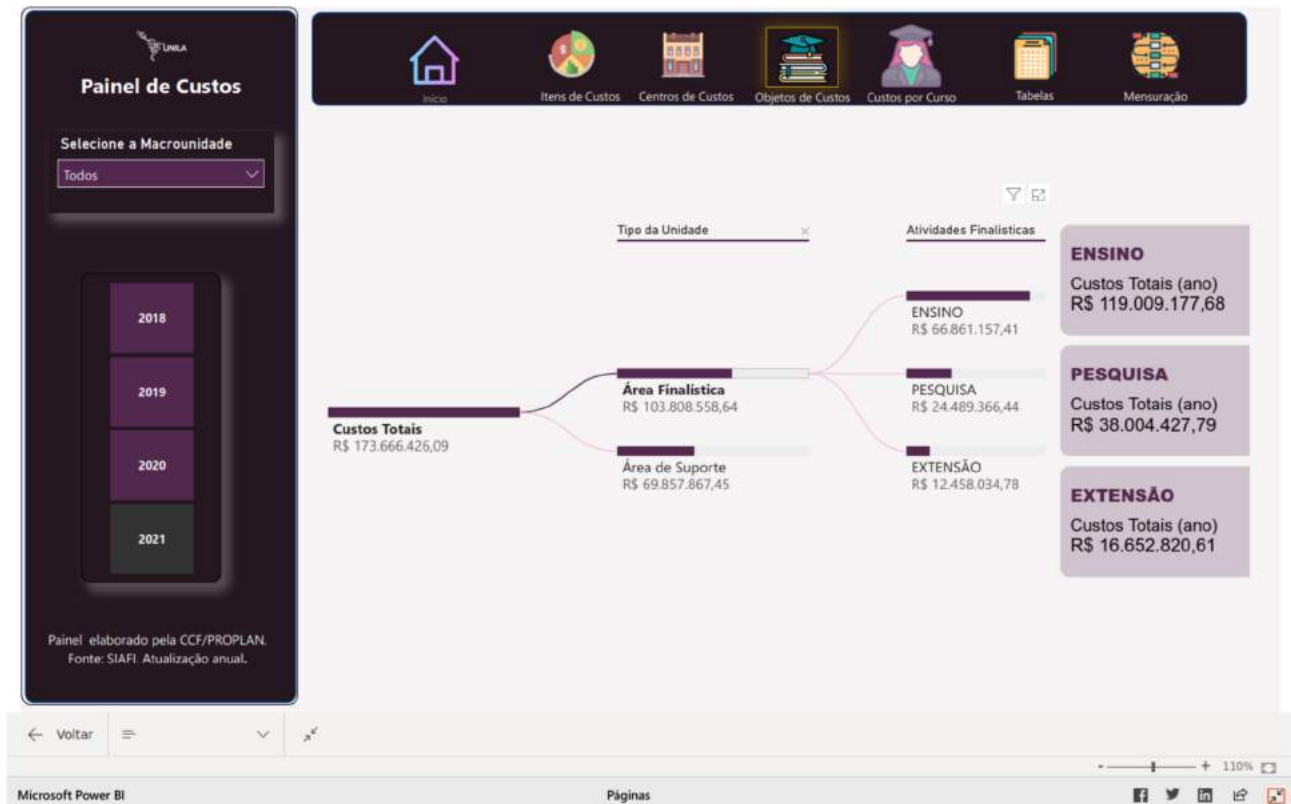 UNILA
Painel de Custos
Selecione a Macrounidade
Todos
2018
2019
2020
2021
Painel elaborado pela CCF/PROPLAN.
Fonte: SIAFI. Atualização anual.
Início
Itens de Custos
Centros de Custos
Objetos de Custos
Custos por Curso
Tabelas
Mensuração
Tipo da Unidade
Atividades Finalísticas
Custos Totais
R$ 173.666.426,09
Área Finalística
R$ 103.808.558,64
Área de Suporte
R$ 69.857.867,45
ENSINO
R$ 66.861.157,41
PESQUISA
R$ 24.489.366,44
EXTENSÃO
R$ 12.458.034,78
ENSINO
Custos Totais (ano)
R$ 119.009.177,68
PESQUISA
Custos Totais (ano)
R$ 38.004.427,79
EXTENSÃO
Custos Totais (ano)
R$ 16.652.820,61
Voltar
- + 110%
Microsoft Power BI
Páginas